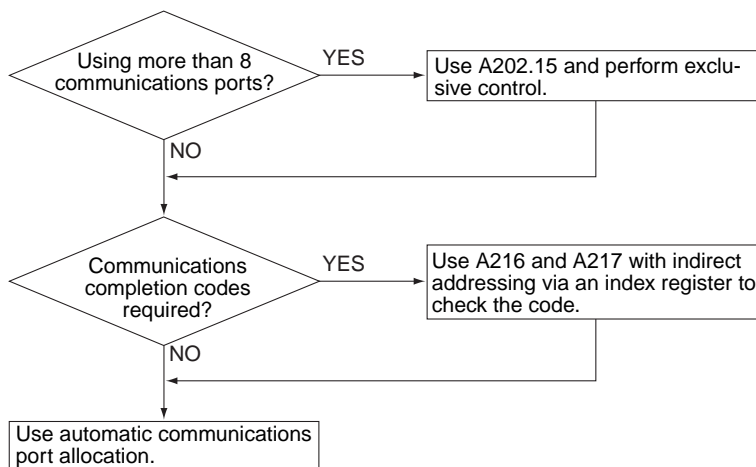 Using more than 8
communications ports?
YES
Use A202.15 and perform exclu-
sive control.
NO
Communications
completion codes
required?
YES
Use A216 and A217 with indirect
addressing via an index register to
check the code.
NO
Use automatic communications
port allocation.